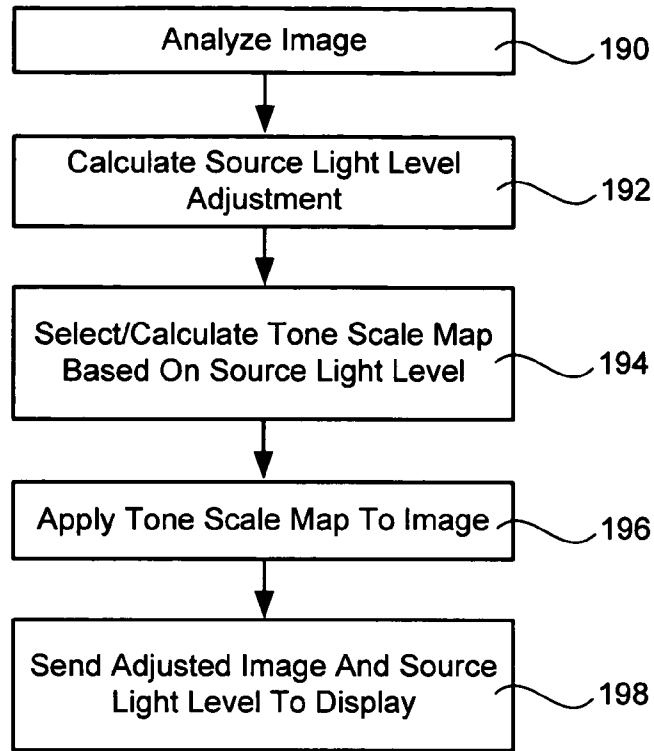 Analyze Image
190
Calculate Source Light Level
Adjustment
192
Select/Calculate Tone Scale Map
Based On Source Light Level
194
Apply Tone Scale Map To Image
196
Send Adjusted Image And Source
Light Level To Display
198